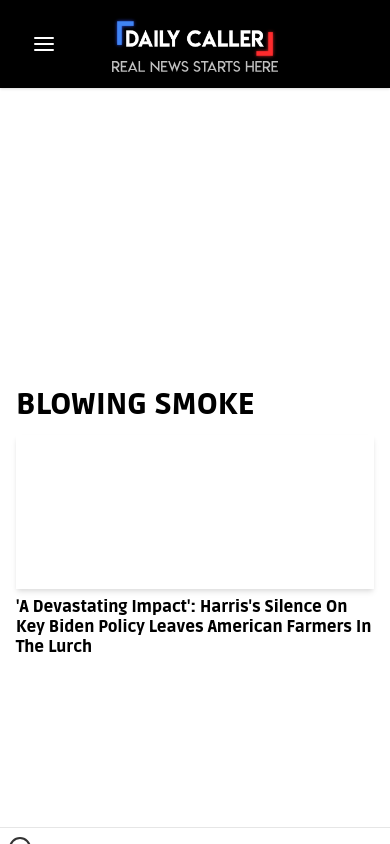 DAILY CALLER
REAL NEWS STARTS HERE
BLOWING SMOKE
'A Devastating Impact': Harris's Silence On
Key Biden Policy Leaves American Farmers In
The Lurch